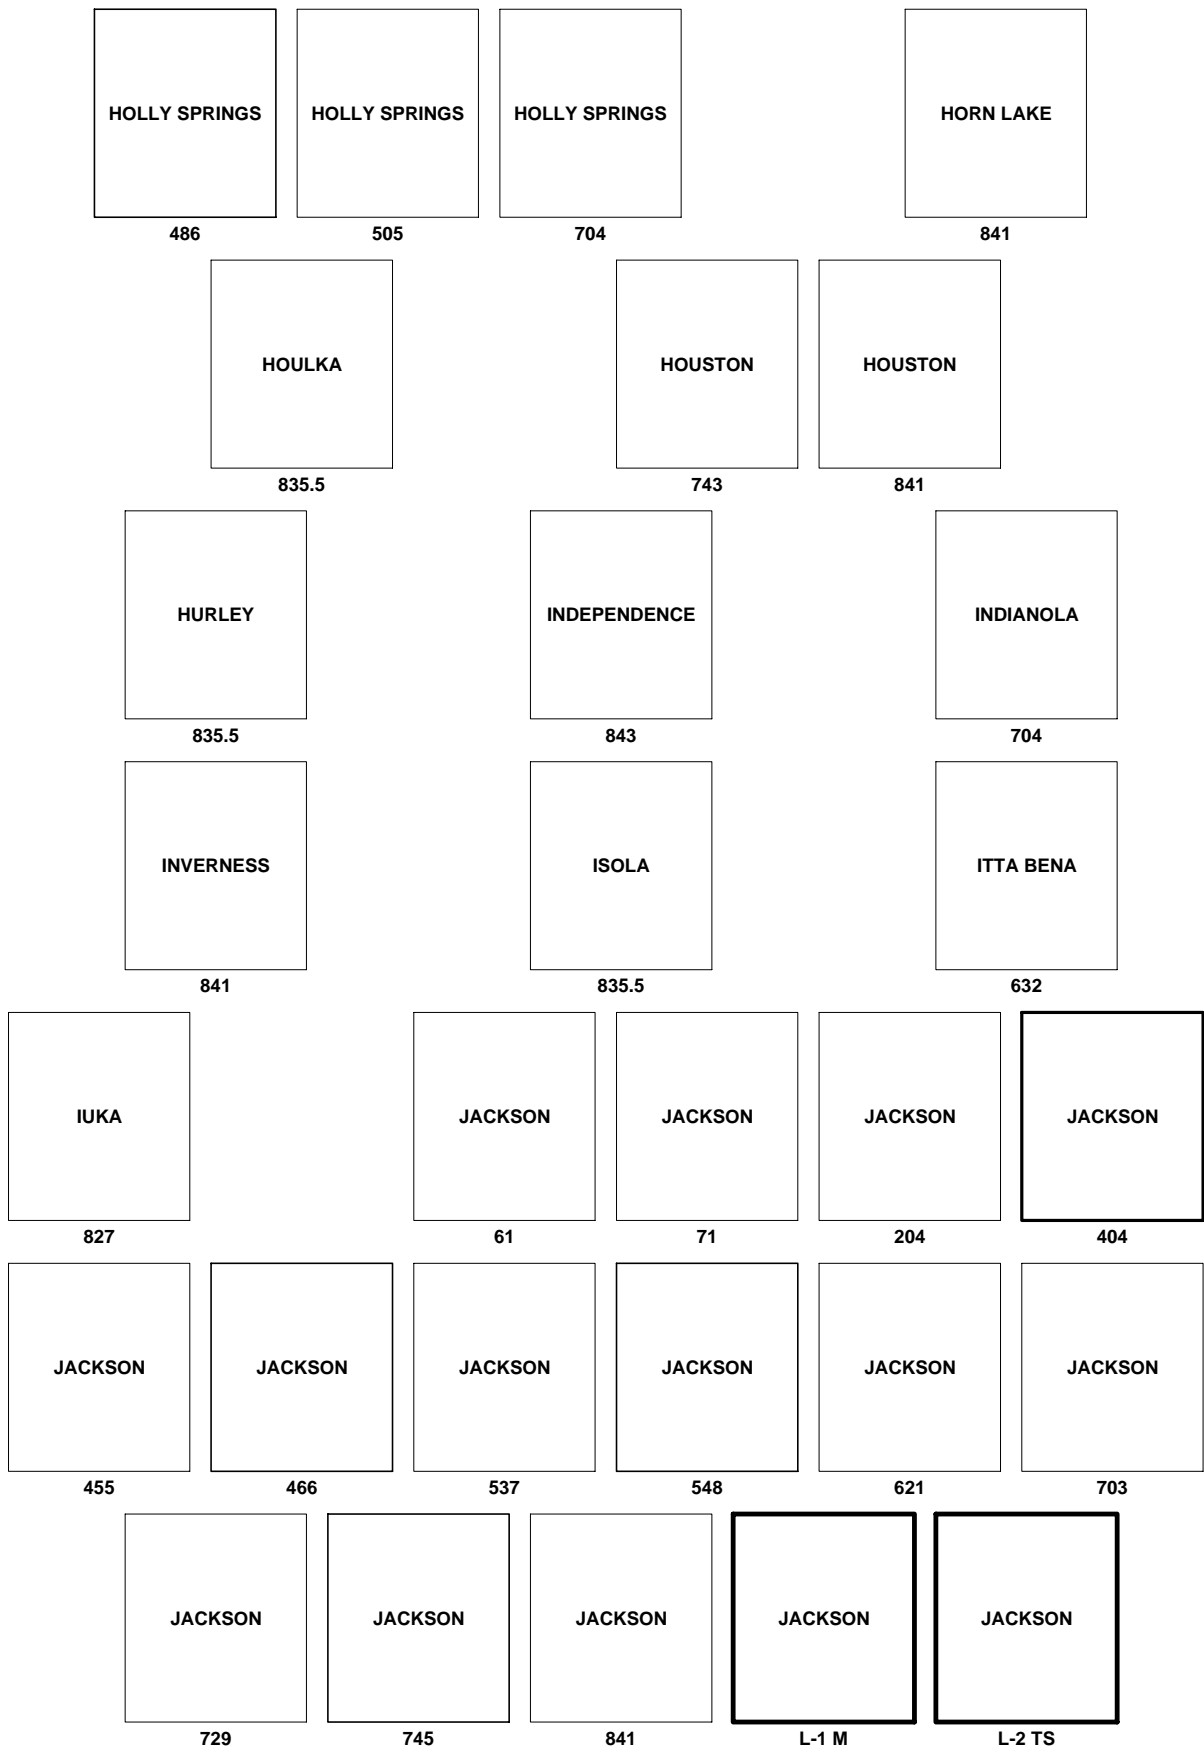 HOLLY SPRINGS HOLLY SPRINGS HOLLY SPRINGS HORN LAKE
486 505 704 841
HOULKA HOUSTON HOUSTON
835.5 743 841
HURLEY INDEPENDENCE INDIANOLA
835.5 843 704
INVERNESS ISOLA ITTA BENA
841 835.5 632
IUKA JACKSON JACKSON JACKSON JACKSON
827 61 71 204 404
JACKSON JACKSON JACKSON JACKSON JACKSON JACKSON
455 466 537 548 621 703
JACKSON JACKSON JACKSON JACKSON JACKSON
729 745 841 L-1 M L-2 TS